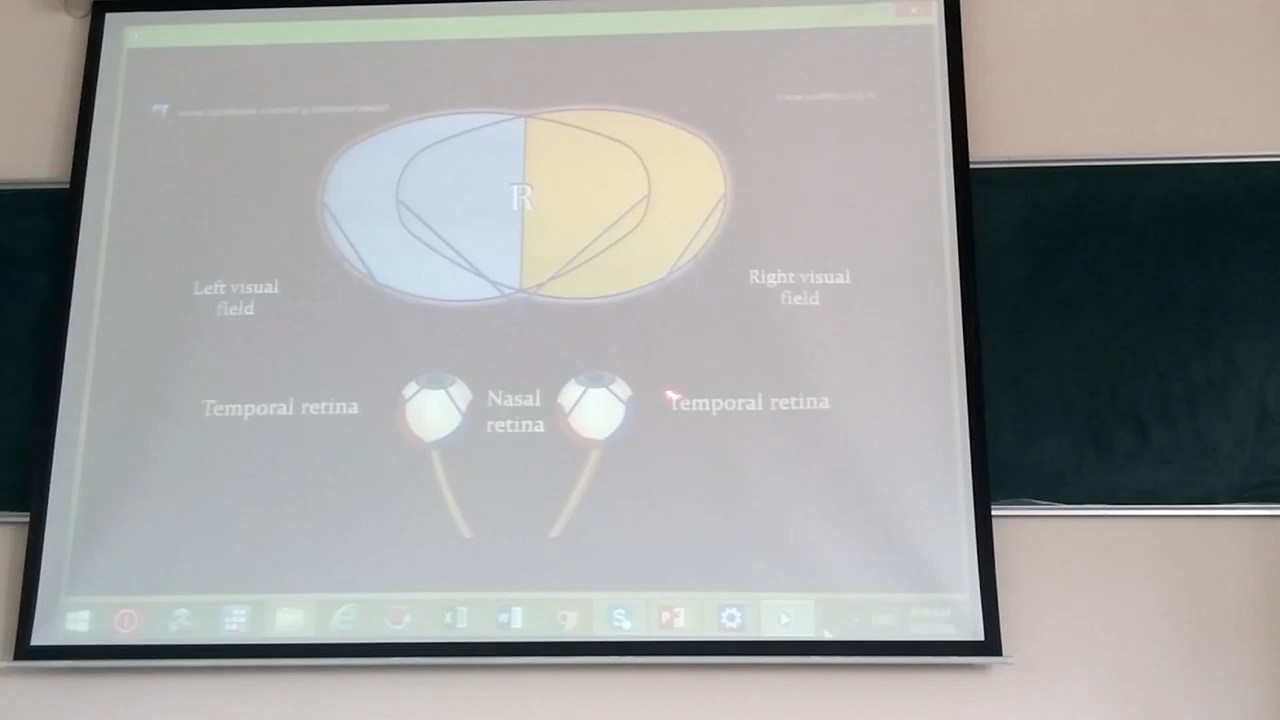 R
Left visual
field
Right visual
field
Temporal retina
Nasal
retina
Temporal retina